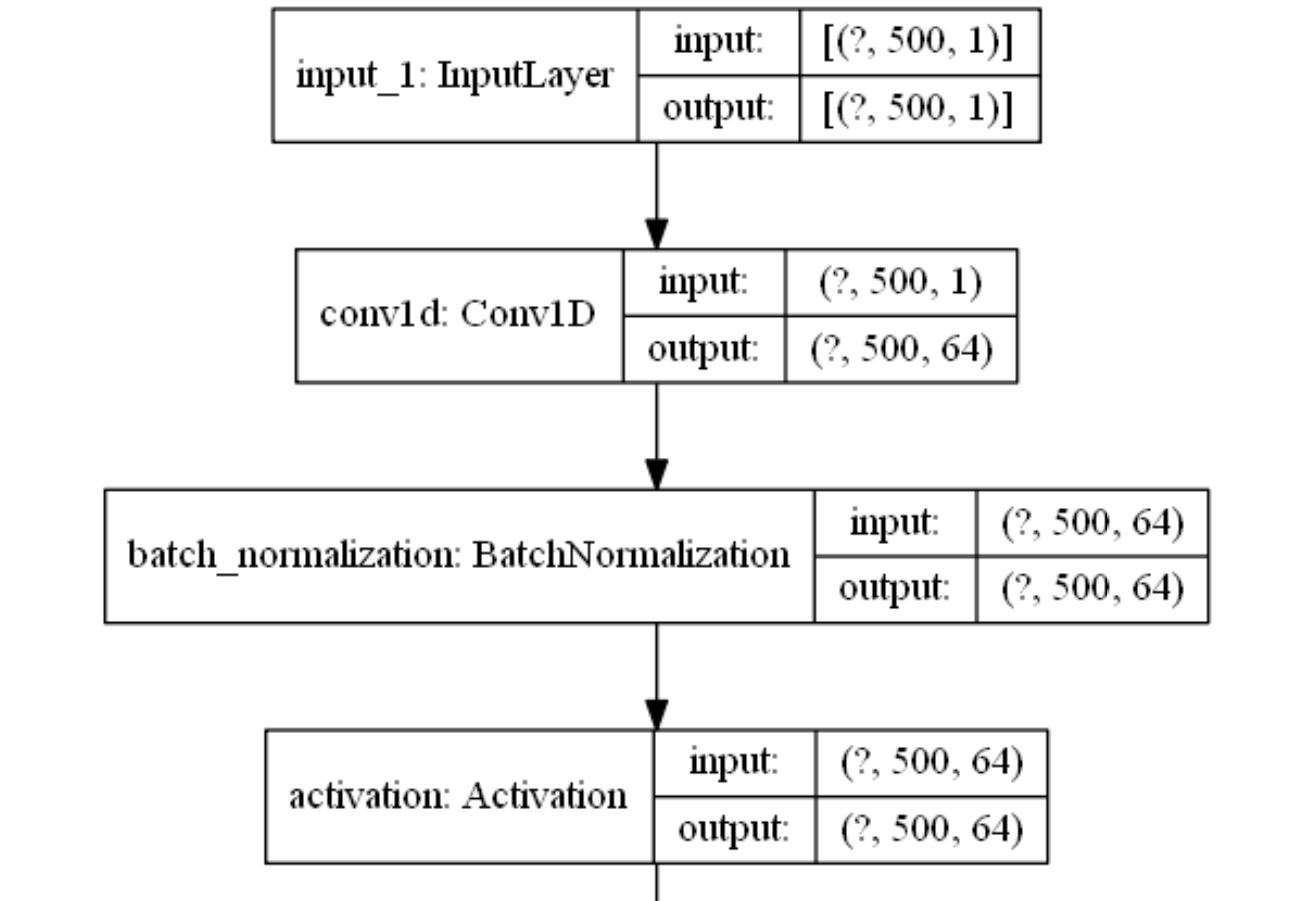 input_1: InputLayer
input: [(?, 500, 1)]
output: [(?, 500, 1)]
conv1d: Conv1D
input: (?, 500, 1)
output: (?, 500, 64)
batch_normalization: BatchNormalization
input: (?, 500, 64)
output: (?, 500, 64)
activation: Activation
input: (?, 500, 64)
output: (?, 500, 64)